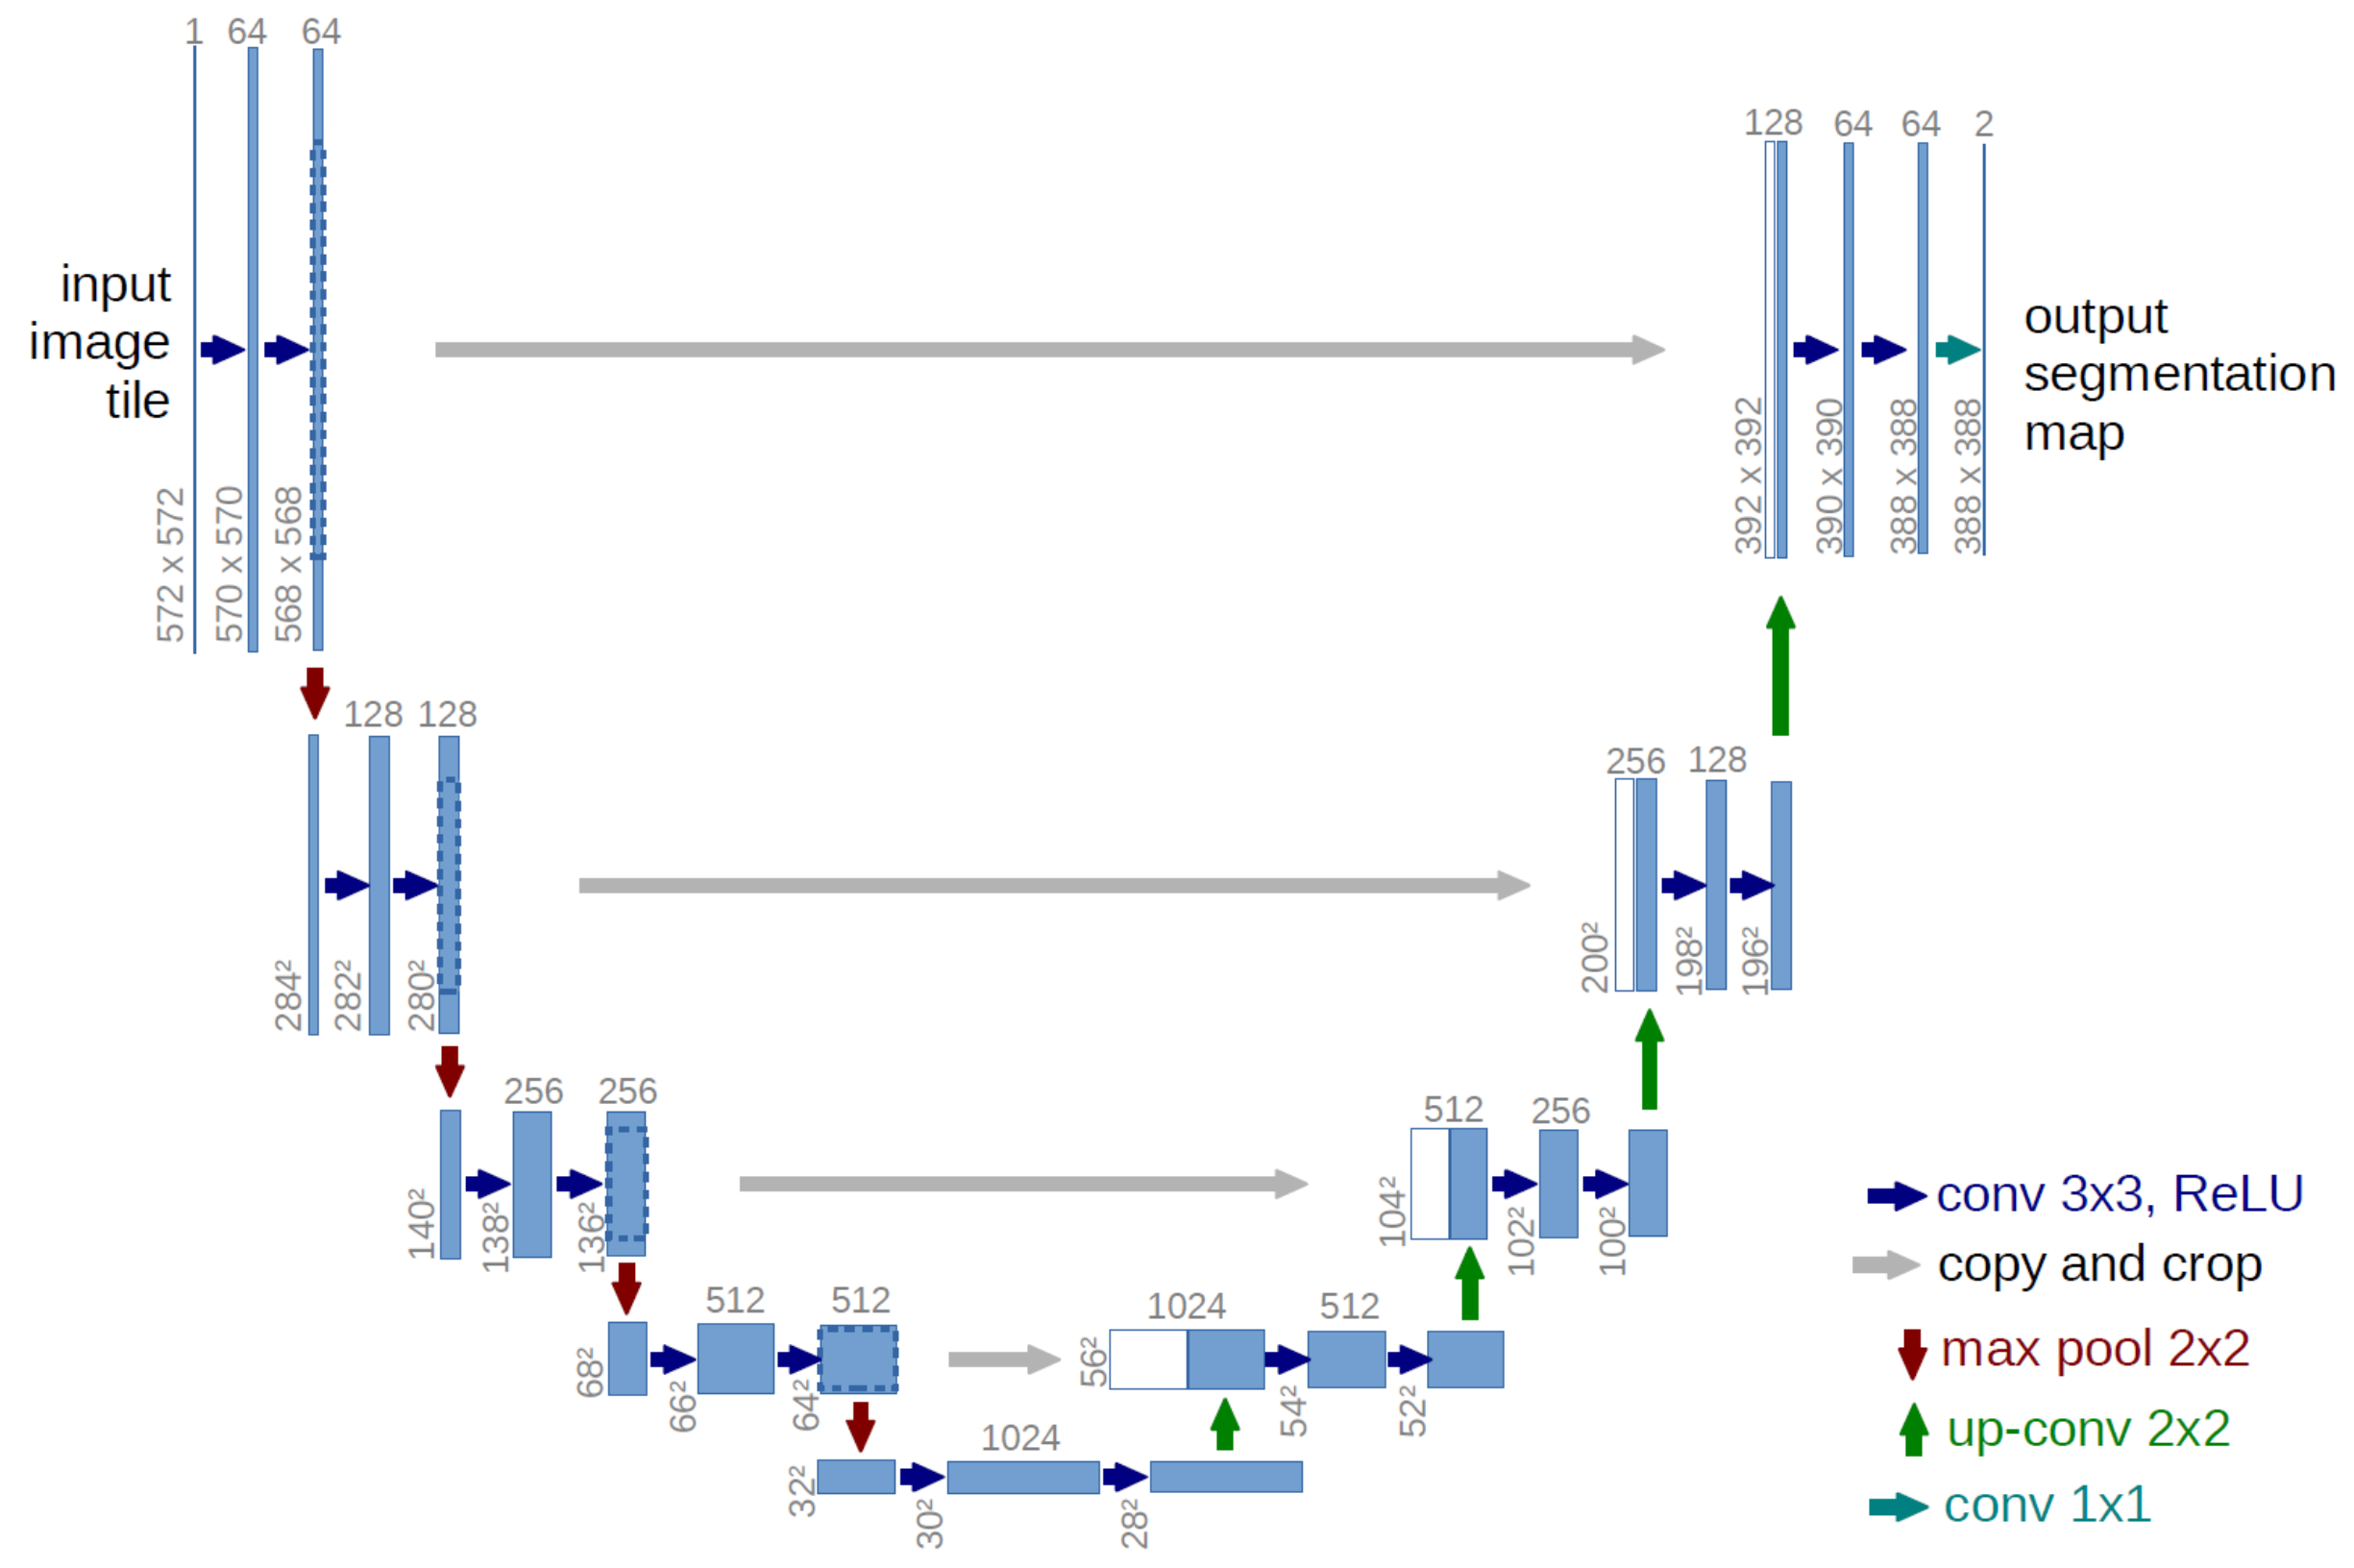 1 64 64
128 64 64 2
input
image
tile
572 x 572
570 x 570
568 x 568
392 x 392
390 x 390
388 x 388
388 x 388
output
segmentation
map
128 128
256 128
284²
282²
280²
200²
198²
196²
256 256
512 256
140²
138²
136²
104²
102²
100²
512 512
1024 512
68²
66²
64²
56²
54²
52²
1024
32²
30²
28²
conv 3x3, ReLU
copy and crop
max pool 2x2
up-conv 2x2
conv 1x1